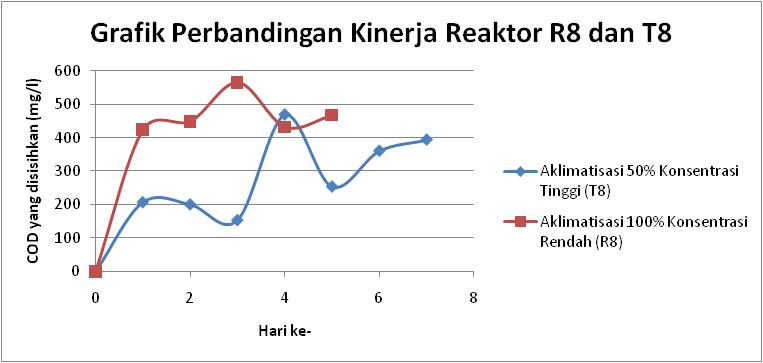 Grafik Perbandingan Kinerja Reaktor R8 dan T8
COD yang disisihkan (mg/l)
600
500
400
300
200
100
0
0 2 4 6 8
Hari ke-
Aklimatisasi 50% Konsentrasi
Tinggi (T8)
Aklimatisasi 100% Konsentrasi
Rendah (R8)